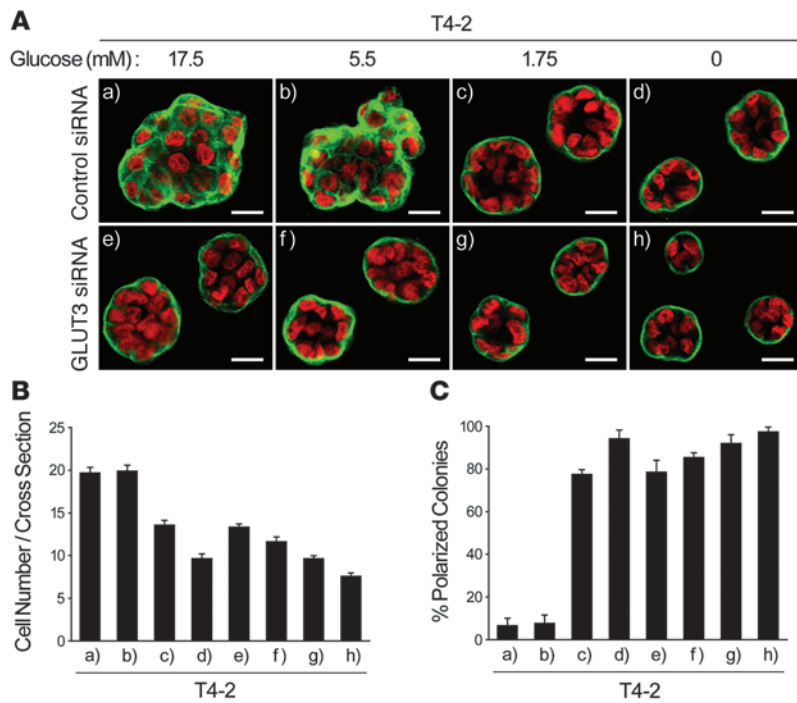 A
T4-2
Glucose (mM): 17.5 5.5 1.75 0
Control siRNA
a) b) c) d)
GLUT3 siRNA
e) f) g) h)
B
Cell Number / Cross Section
25
20
15
10
5
0
a) b) c) d) e) f) g) h)
T4-2
C
% Polarized Colonies
100
80
60
40
20
0
a) b) c) d) e) f) g) h)
T4-2